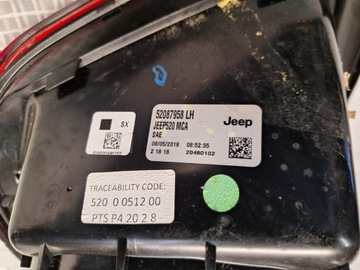 SX
52087958 LH
JEEP520 MCA
SAE
08/05/2018 08:52:35
2 18 18 20480102
Jeep
TRACEABILITY CODE:
520 0 0512 00
PTS P4 20 2 8